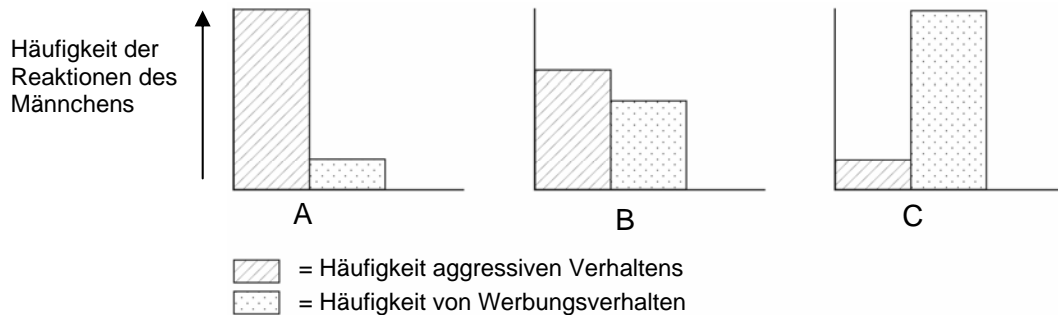 Häufigkeit der
Reaktionen des
Männchens
A
B
C
= Häufigkeit aggressiven Verhaltens
= Häufigkeit von Werbungsverhalten